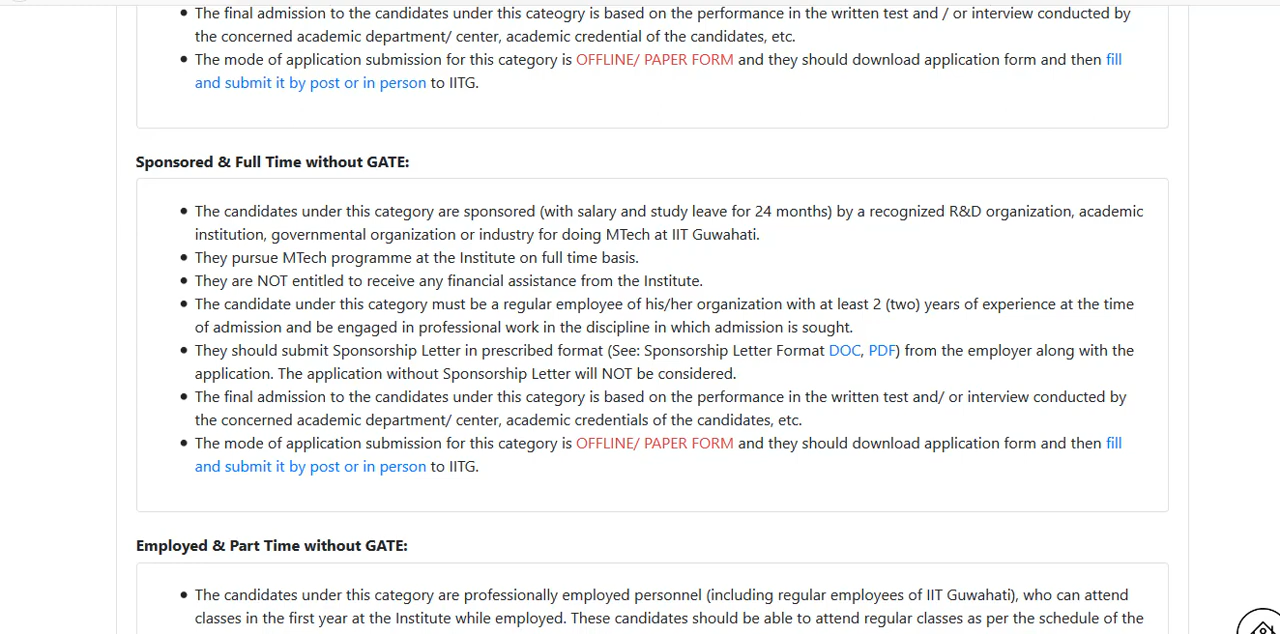 • The final admission to the candidates under this cateogry is based on the performance in the written test and / or interview conducted by
the concerned academic department/ center, academic credential of the candidates, etc.
• The mode of application submission for this category is OFFLINE/ PAPER FORM and they should download application form and then fill
and submit it by post or in person to IITG.
Sponsored & Full Time without GATE:
• The candidates under this category are sponsored (with salary and study leave for 24 months) by a recognized R&D organization, academic
institution, governmental organization or industry for doing MTech at IIT Guwahati.
• They pursue MTech programme at the Institute on full time basis.
• They are NOT entitled to receive any financial assistance from the Institute.
• The candidate under this category must be a regular employee of his/her organization with at least 2 (two) years of experience at the time
of admission and be engaged in professional work in the discipline in which admission is sought.
• They should submit Sponsorship Letter in prescribed format (See: Sponsorship Letter Format DOC, PDF) from the employer along with the
application. The application without Sponsorship Letter will NOT be considered.
• The final admission to the candidates under this category is based on the performance in the written test and/ or interview conducted by
the concerned academic department/ center, academic credentials of the candidates, etc.
• The mode of application submission for this category is OFFLINE/ PAPER FORM and they should download application form and then fill
and submit it by post or in person to IITG.
Employed & Part Time without GATE:
• The candidates under this category are professionally employed personnel (including regular employees of IIT Guwahati), who can attend
classes in the first year at the Institute while employed. These candidates should be able to attend regular classes as per the schedule of the